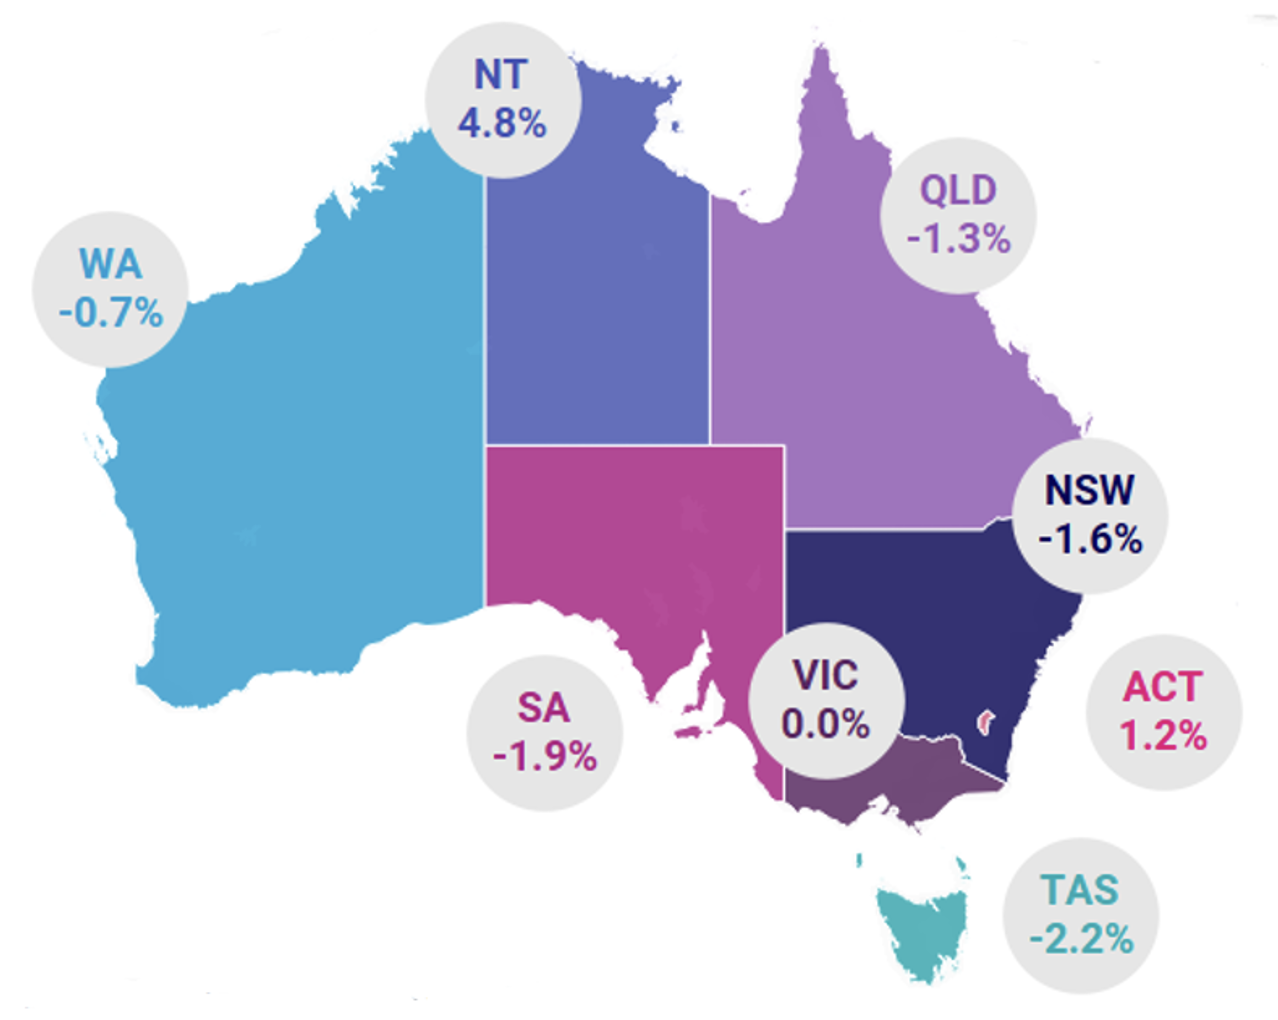 NT
4.8%
QLD
-1.3%
WA
-0.7%
NSW
-1.6%
VIC
0.0%
ACT
1.2%
SA
-1.9%
TAS
-2.2%